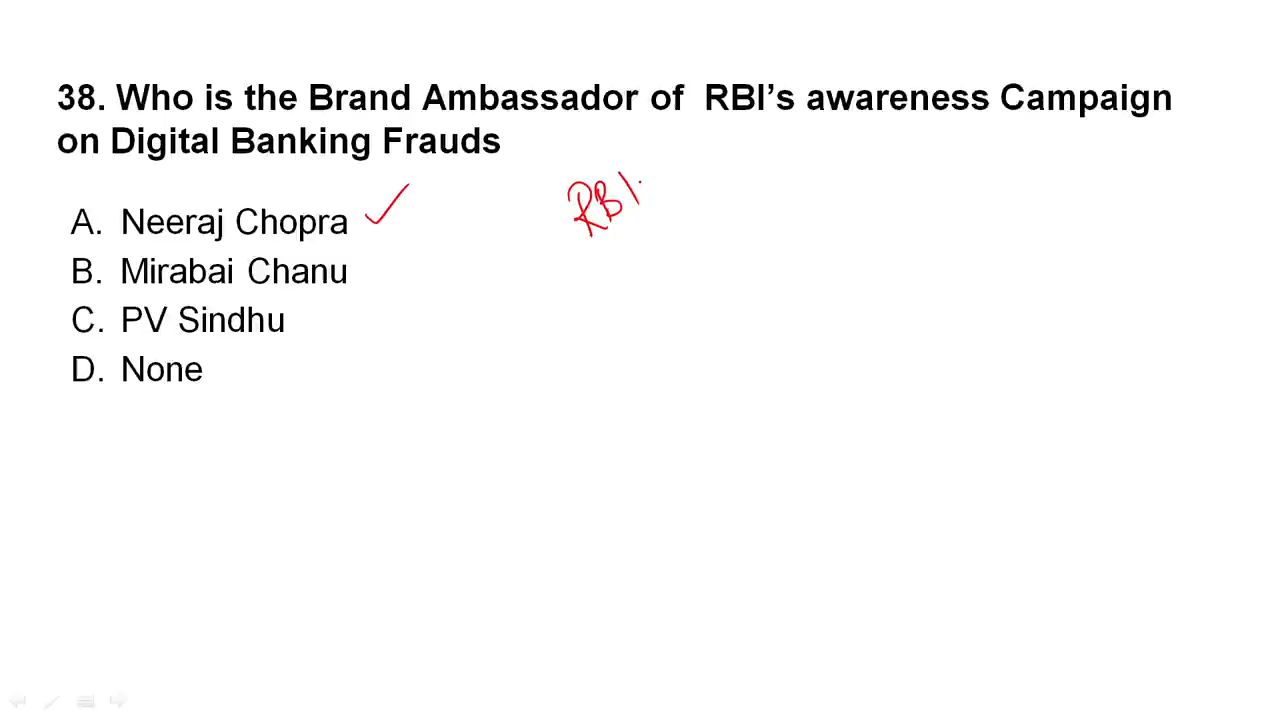 38. Who is the Brand Ambassador of RBI’s awareness Campaign
on Digital Banking Frauds
A. Neeraj Chopra
RBI
B. Mirabai Chanu
C. PV Sindhu
D. None